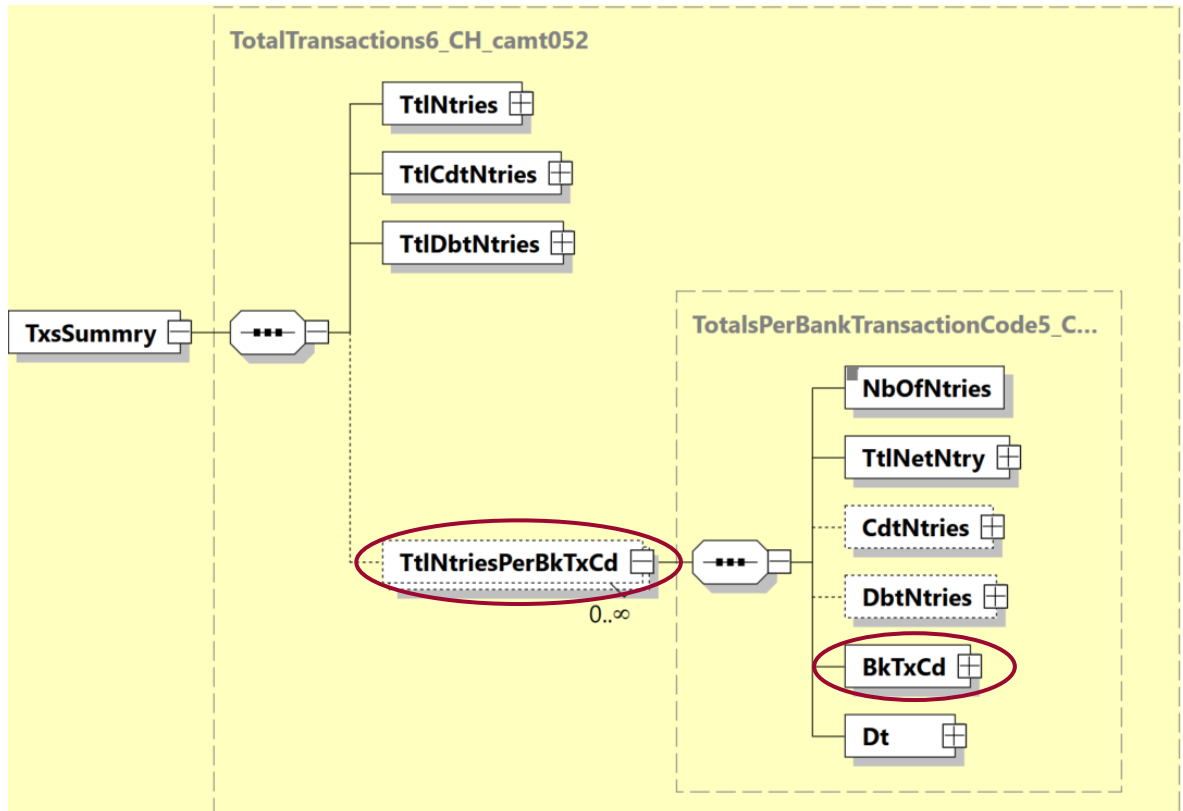 TotalTransactions6_CH_camt052
TtlNtries
TtlCdtNtries
TtlDbtNtries
TxsSummry
TotalsPerBankTransactionCode5_C...
NbOfNtries
TtlNetNtry
CdtNtries
TtlNtriesPerBkTxCd
0..∞
DbtNtries
BkTxCd
Dt